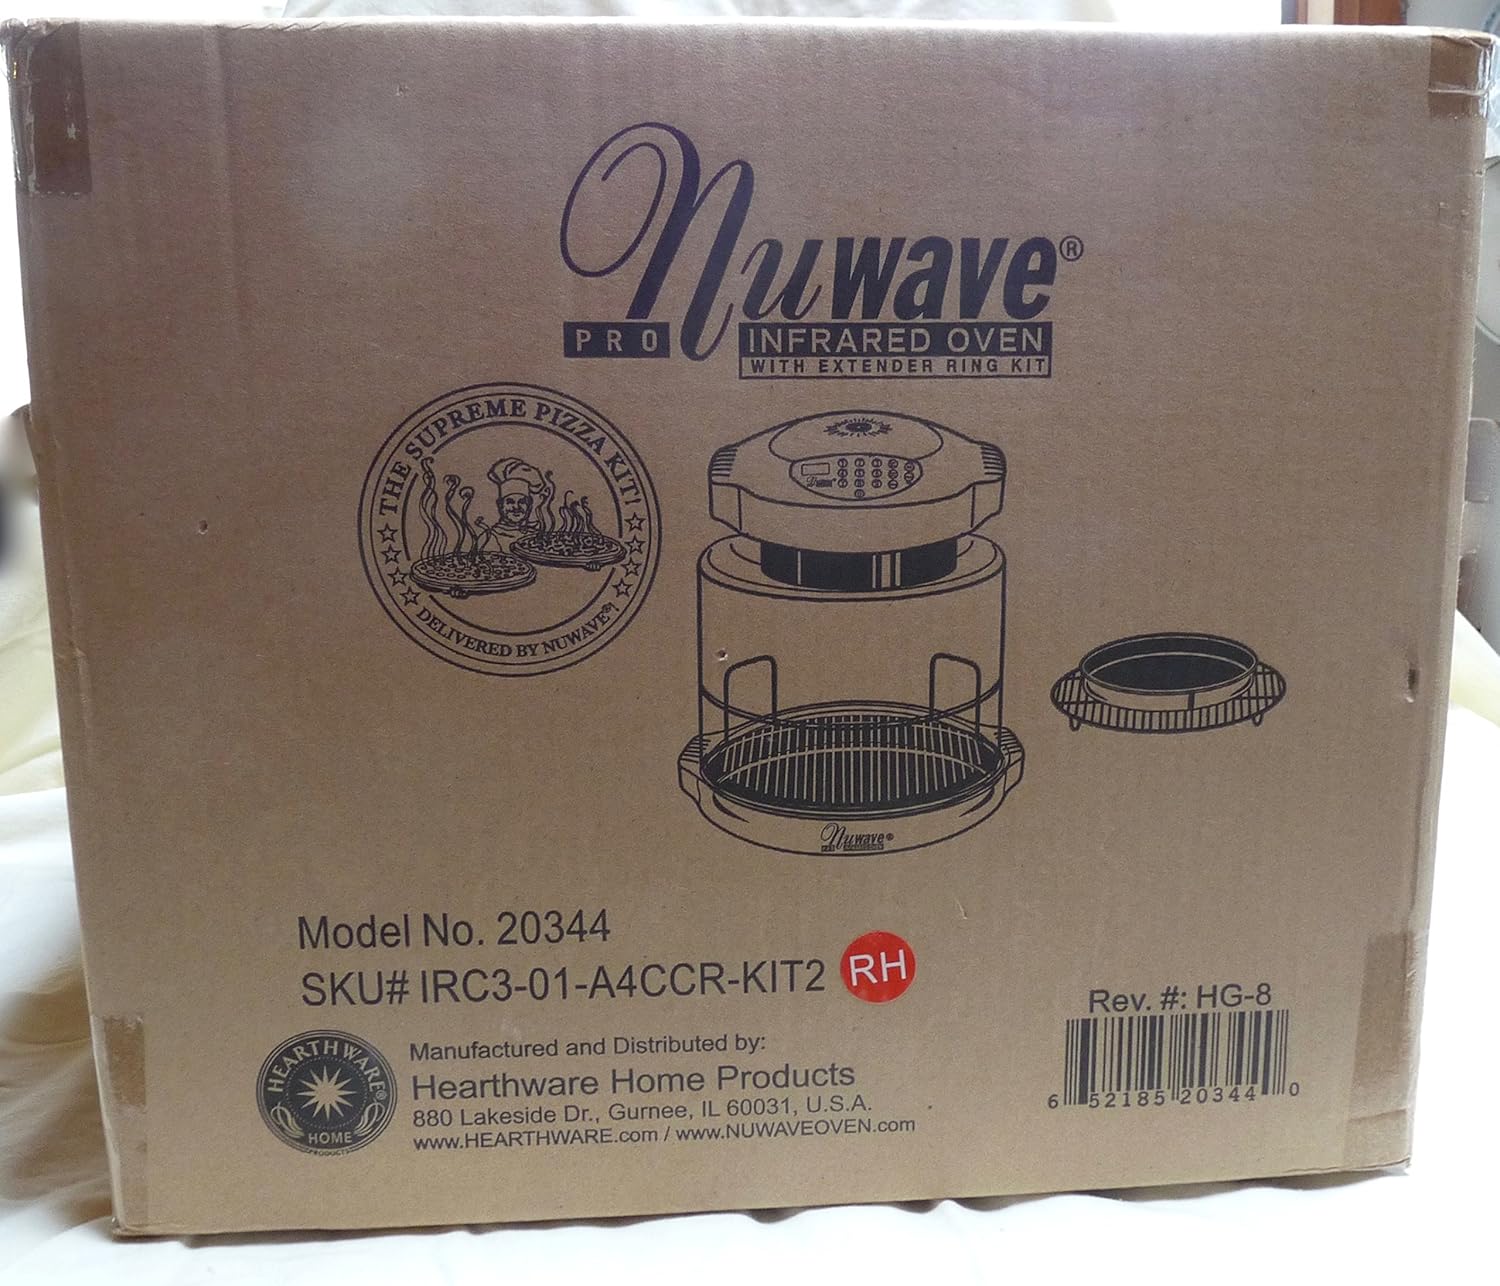 Nuwave®
PRO
INFRARED OVEN
WITH EXTENDER RING KIT
THE SUPREME PIZZA KIT!
DELIVERED BY NUWAVE®!
Nuwave®
Model No. 20344
SKU# IRC3-01-A4CCR-KIT2
RH
Rev. #: HG-8
6 52185 20344 0
HEARTHWARE®
HOME
PRODUCTS
Manufactured and Distributed by:
Hearthware Home Products
880 Lakeside Dr., Gurnee, IL 60031, U.S.A.
www.HEARTHWARE.com / www.NUWAVEOVEN.com